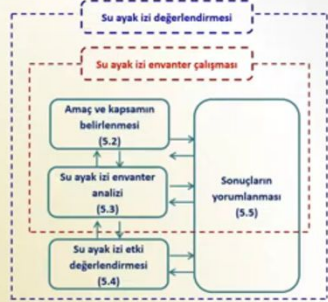 Su ayak izi değerlendirmesi
Su ayak izi envanter çalışması
Amaç ve kapsamın
belirlenmesi
(5.2)
Su ayak izi envanter
analizi
(5.3)
Su ayak izi etki
değerlendirmesi
(5.4)
Sonuçların
yorumlanması
(5.5)